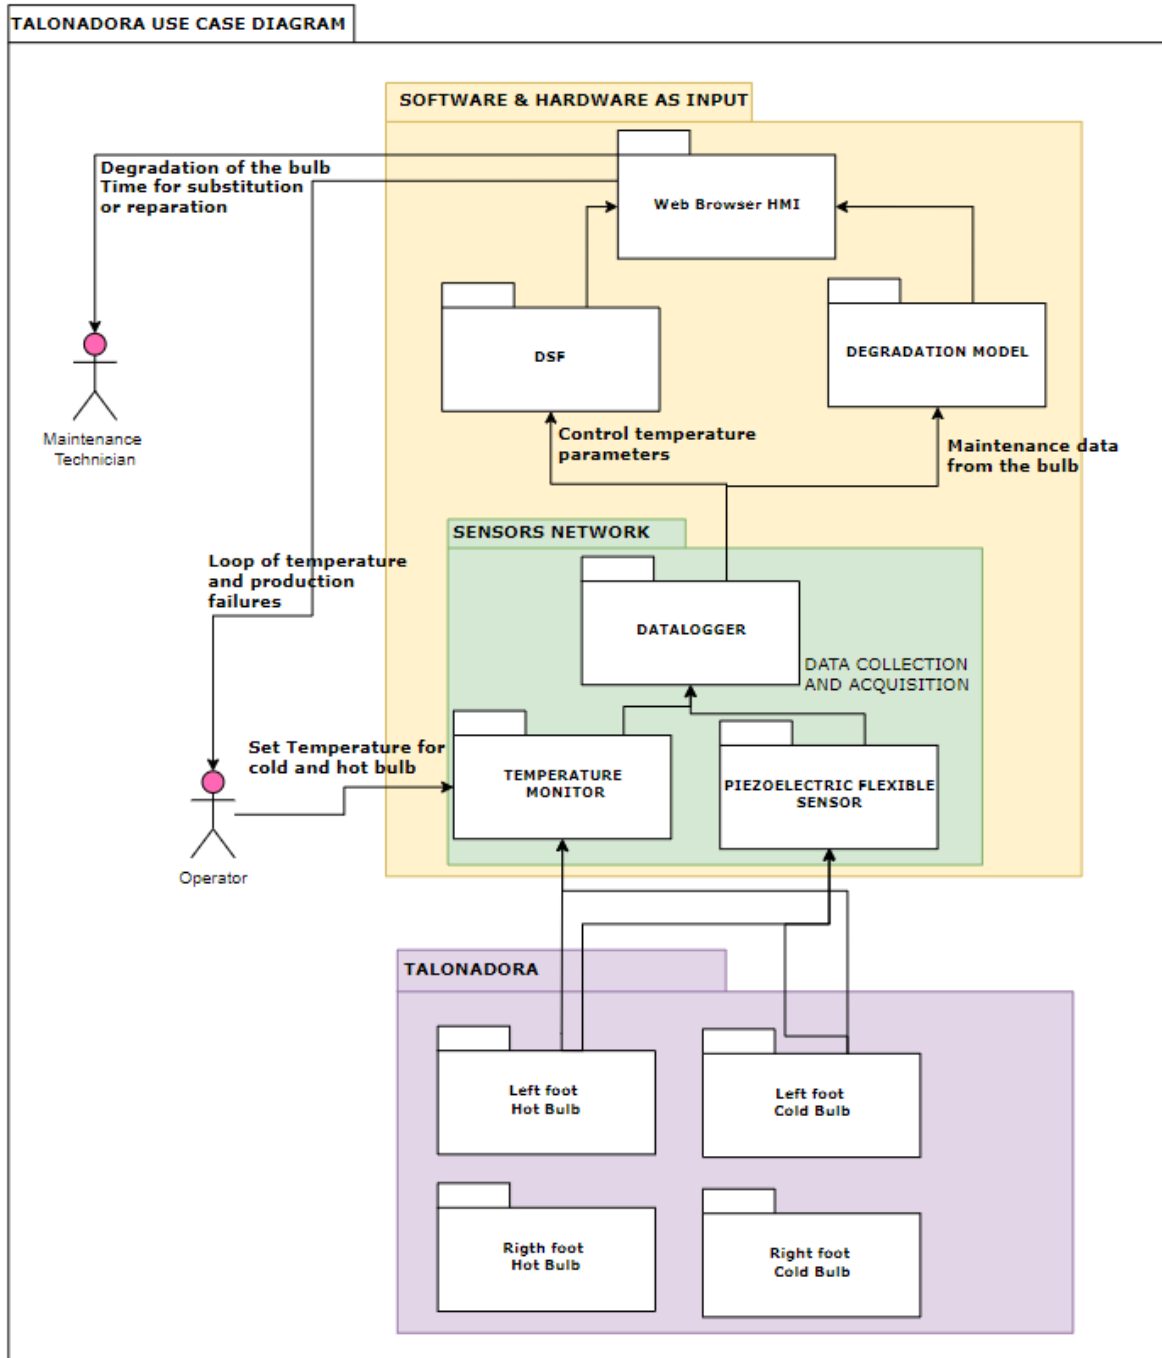 TALONADORA USE CASE DIAGRAM
SOFTWARE & HARDWARE AS INPUT
Degradation of the bulb
Time for substitution
or reparation
Web Browser HMI
DSF
DEGRADATION MODEL
Maintenance
Technician
Control temperature
parameters
Maintenance data
from the bulb
SENSORS NETWORK
Loop of temperature
and production
failures
DATALOGGER
DATA COLLECTION
AND ACQUISITION
Set Temperature for
cold and hot bulb
TEMPERATURE
MONITOR
PIEZOELECTRIC FLEXIBLE
SENSOR
Operator
TALONADORA
Left foot
Hot Bulb
Left foot
Cold Bulb
Rigth foot
Hot Bulb
Right foot
Cold Bulb